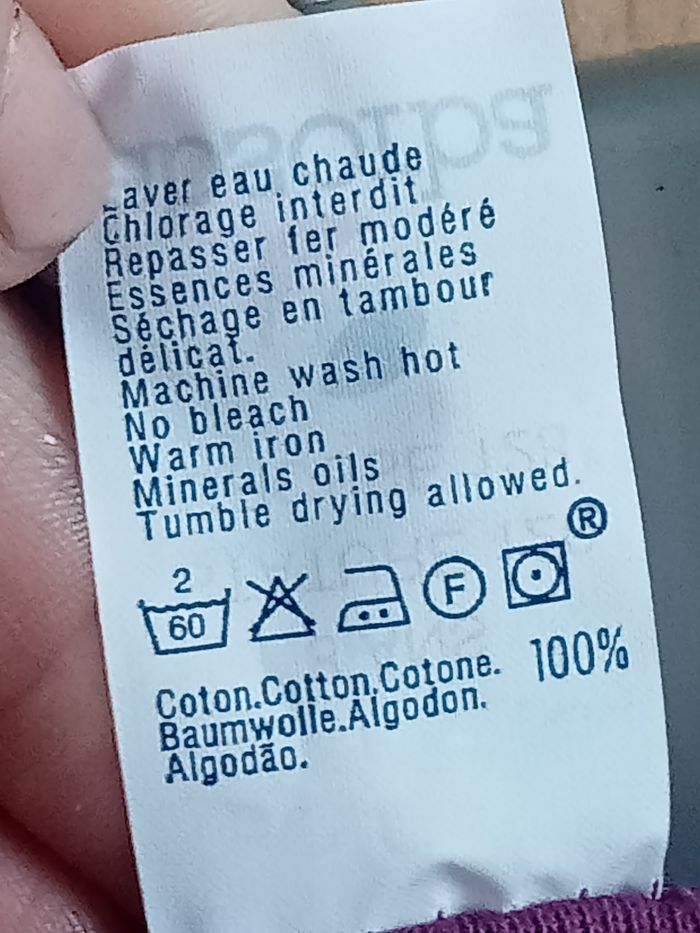 Laver eau chaude
Chlorage interdit
Repasser fer modéré
Essences minérales
Séchage en tambour
délicat.
Machine wash hot
No bleach
Warm iron
Minerals oils
Tumble drying allowed.
®
2
60
F
Coton.Cotton.Cotone. 100%
Baumwolle.Algodon.
Algodão.